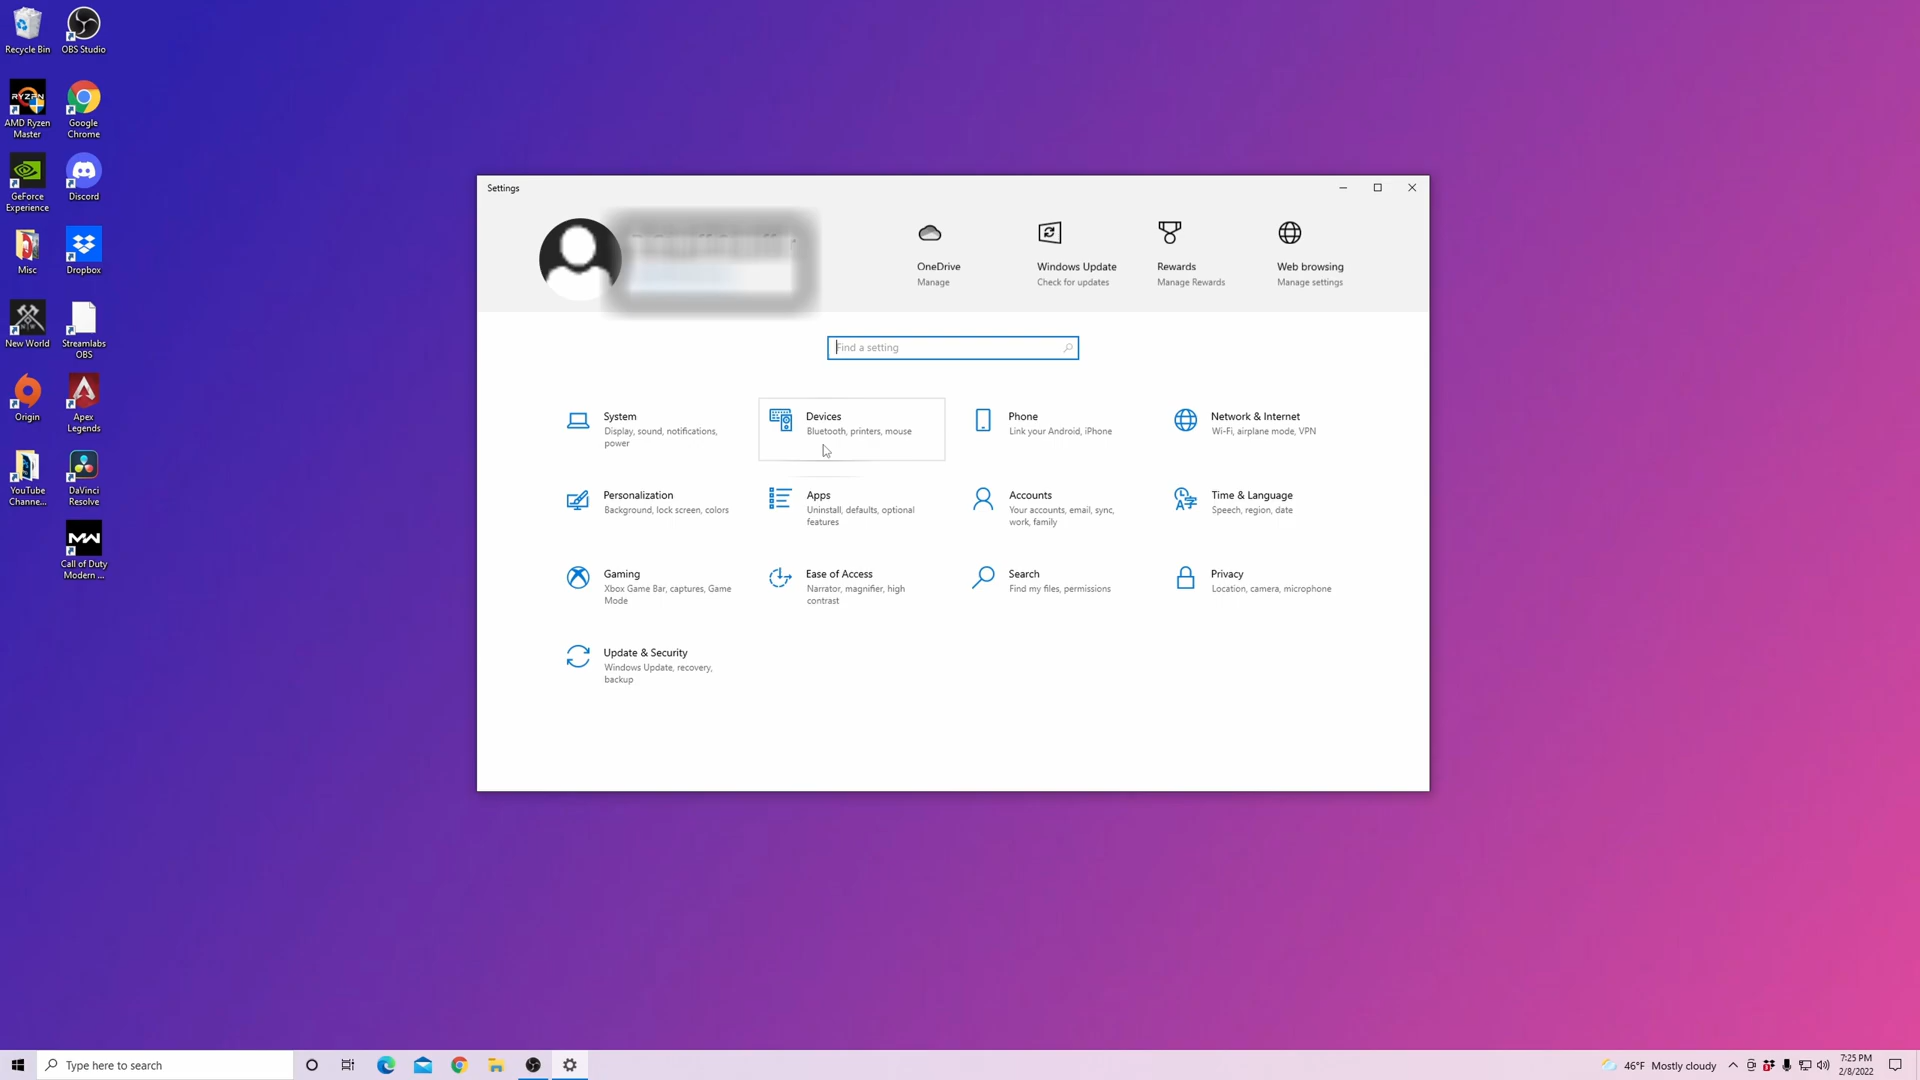 Recycle Bin
OBS Studio
RYZEN
AMD Ryzen
Master
Google
Chrome
GeForce
Experience
Discord
Misc
Dropbox
New World
Streamlabs
OBS
Origin
Apex
Legends
YouTube
Channe...
DaVinci
Resolve
MW
Call of Duty
Modern ...
Settings
OneDrive
Manage
Windows Update
Check for updates
Rewards
Manage Rewards
Web browsing
Manage settings
Find a setting
System
Display, sound, notifications,
power
Devices
Bluetooth, printers, mouse
Phone
Link your Android, iPhone
Network & Internet
Wi-Fi, airplane mode, VPN
Personalization
Background, lock screen, colors
Apps
Uninstall, defaults, optional
features
Accounts
Your accounts, email, sync,
work, family
Time & Language
Speech, region, date
Gaming
Xbox Game Bar, captures, Game
Mode
Ease of Access
Narrator, magnifier, high
contrast
Search
Find my files, permissions
Privacy
Location, camera, microphone
Update & Security
Windows Update, recovery,
backup
Type here to search
46°F Mostly cloudy
7:25 PM
2/8/2022